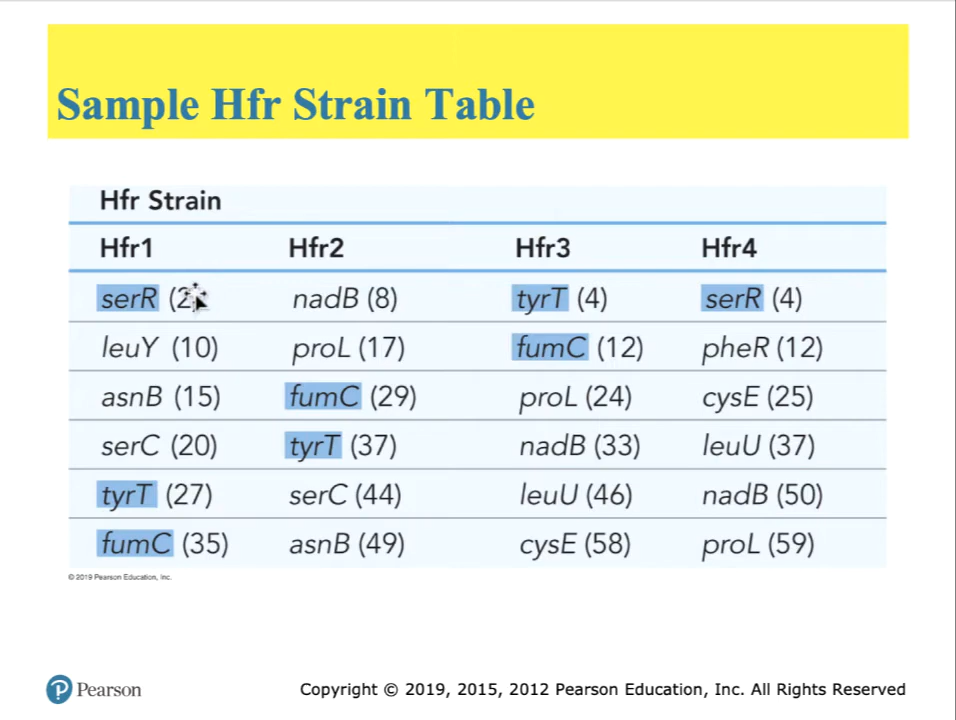 Sample Hfr Strain Table
Hfr Strain
Hfr1 Hfr2 Hfr3 Hfr4
serR nadB (8) tyrT (4) serR (4)
leuY (10) proL (17) fumC (12) pheR (12)
asnB (15) fumC (29) proL (24) cysE (25)
serC (20) tyrT (37) nadB (33) leuU (37)
tyrT (27) serC (44) leuU (46) nadB (50)
fumC (35) asnB (49) cysE (58) proL (59)
© 2019 Pearson Education, Inc.
Pearson
Copyright © 2019, 2015, 2012 Pearson Education, Inc. All Rights Reserved